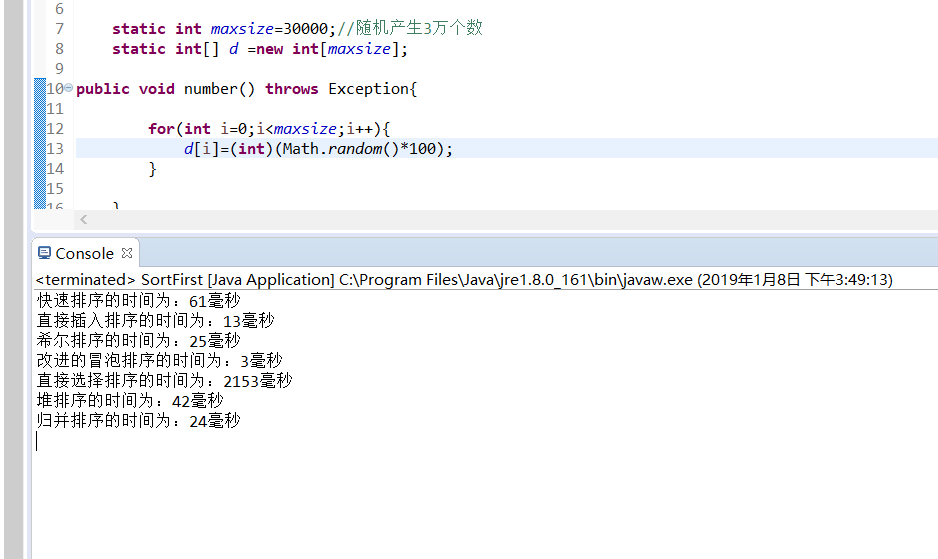 6
7 static int maxsize=30000;//随机产生3万个数
8 static int[] d =new int[maxsize];
9
10 public void number() throws Exception{
11
12 for(int i=0;i<maxsize;i++){
13 d[i]=(int)(Math.random()*100);
14 }
15
16 }
Console
<terminated> SortFirst [Java Application] C:\Program Files\Java\jre1.8.0_161\bin\javaw.exe (2019年1月8日 下午3:49:13)
快速排序的时间为：61毫秒
直接插入排序的时间为：13毫秒
希尔排序的时间为：25毫秒
改进的冒泡排序的时间为：3毫秒
直接选择排序的时间为：2153毫秒
堆排序的时间为：42毫秒
归并排序的时间为：24毫秒